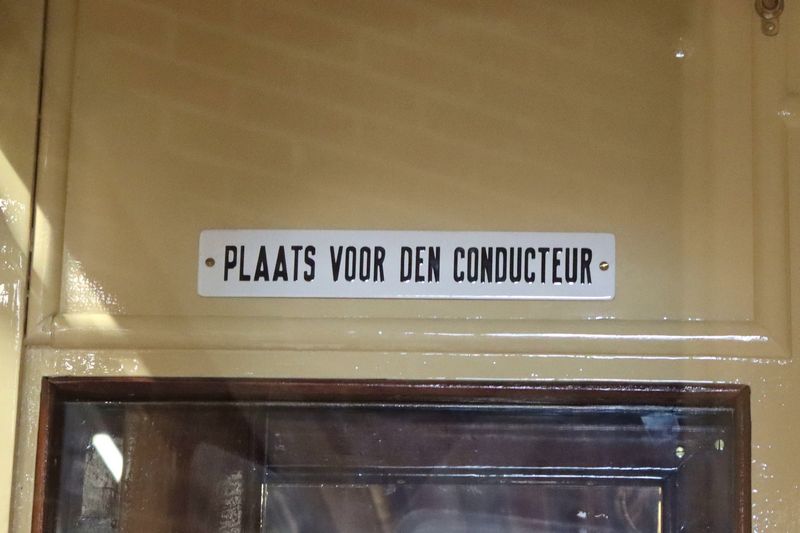 PLAATS VOOR DEN CONDUCTEUR